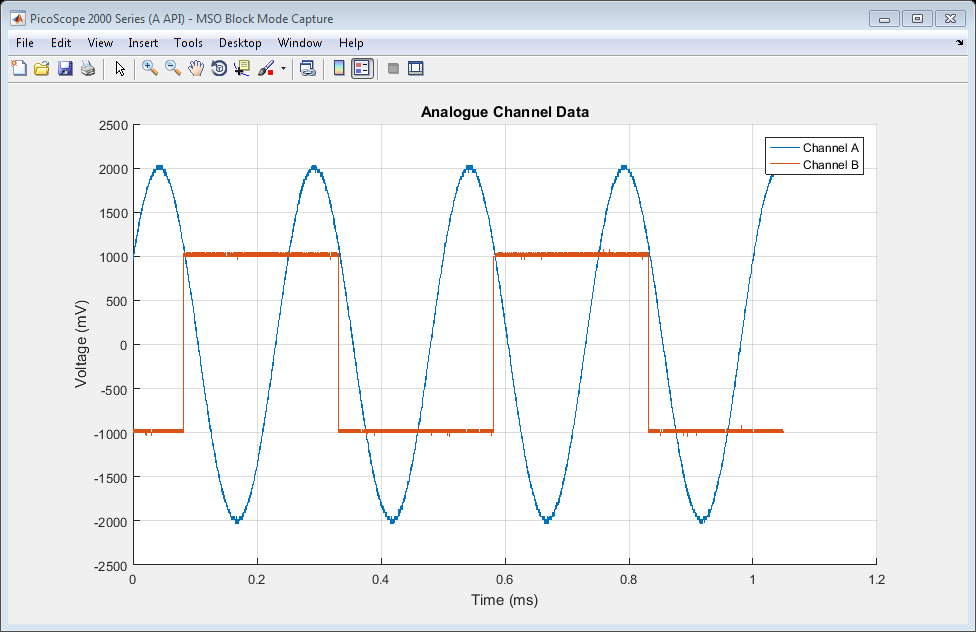 PicoScope 2000 Series (A API) - MSO Block Mode Capture
File Edit View Insert Tools Desktop Window Help
Analogue Channel Data
Channel A
Channel B
2500
2000
1500
1000
500
0
-500
-1000
-1500
-2000
-2500
Voltage (mV)
0 0.2 0.4 0.6 0.8 1 1.2
Time (ms)